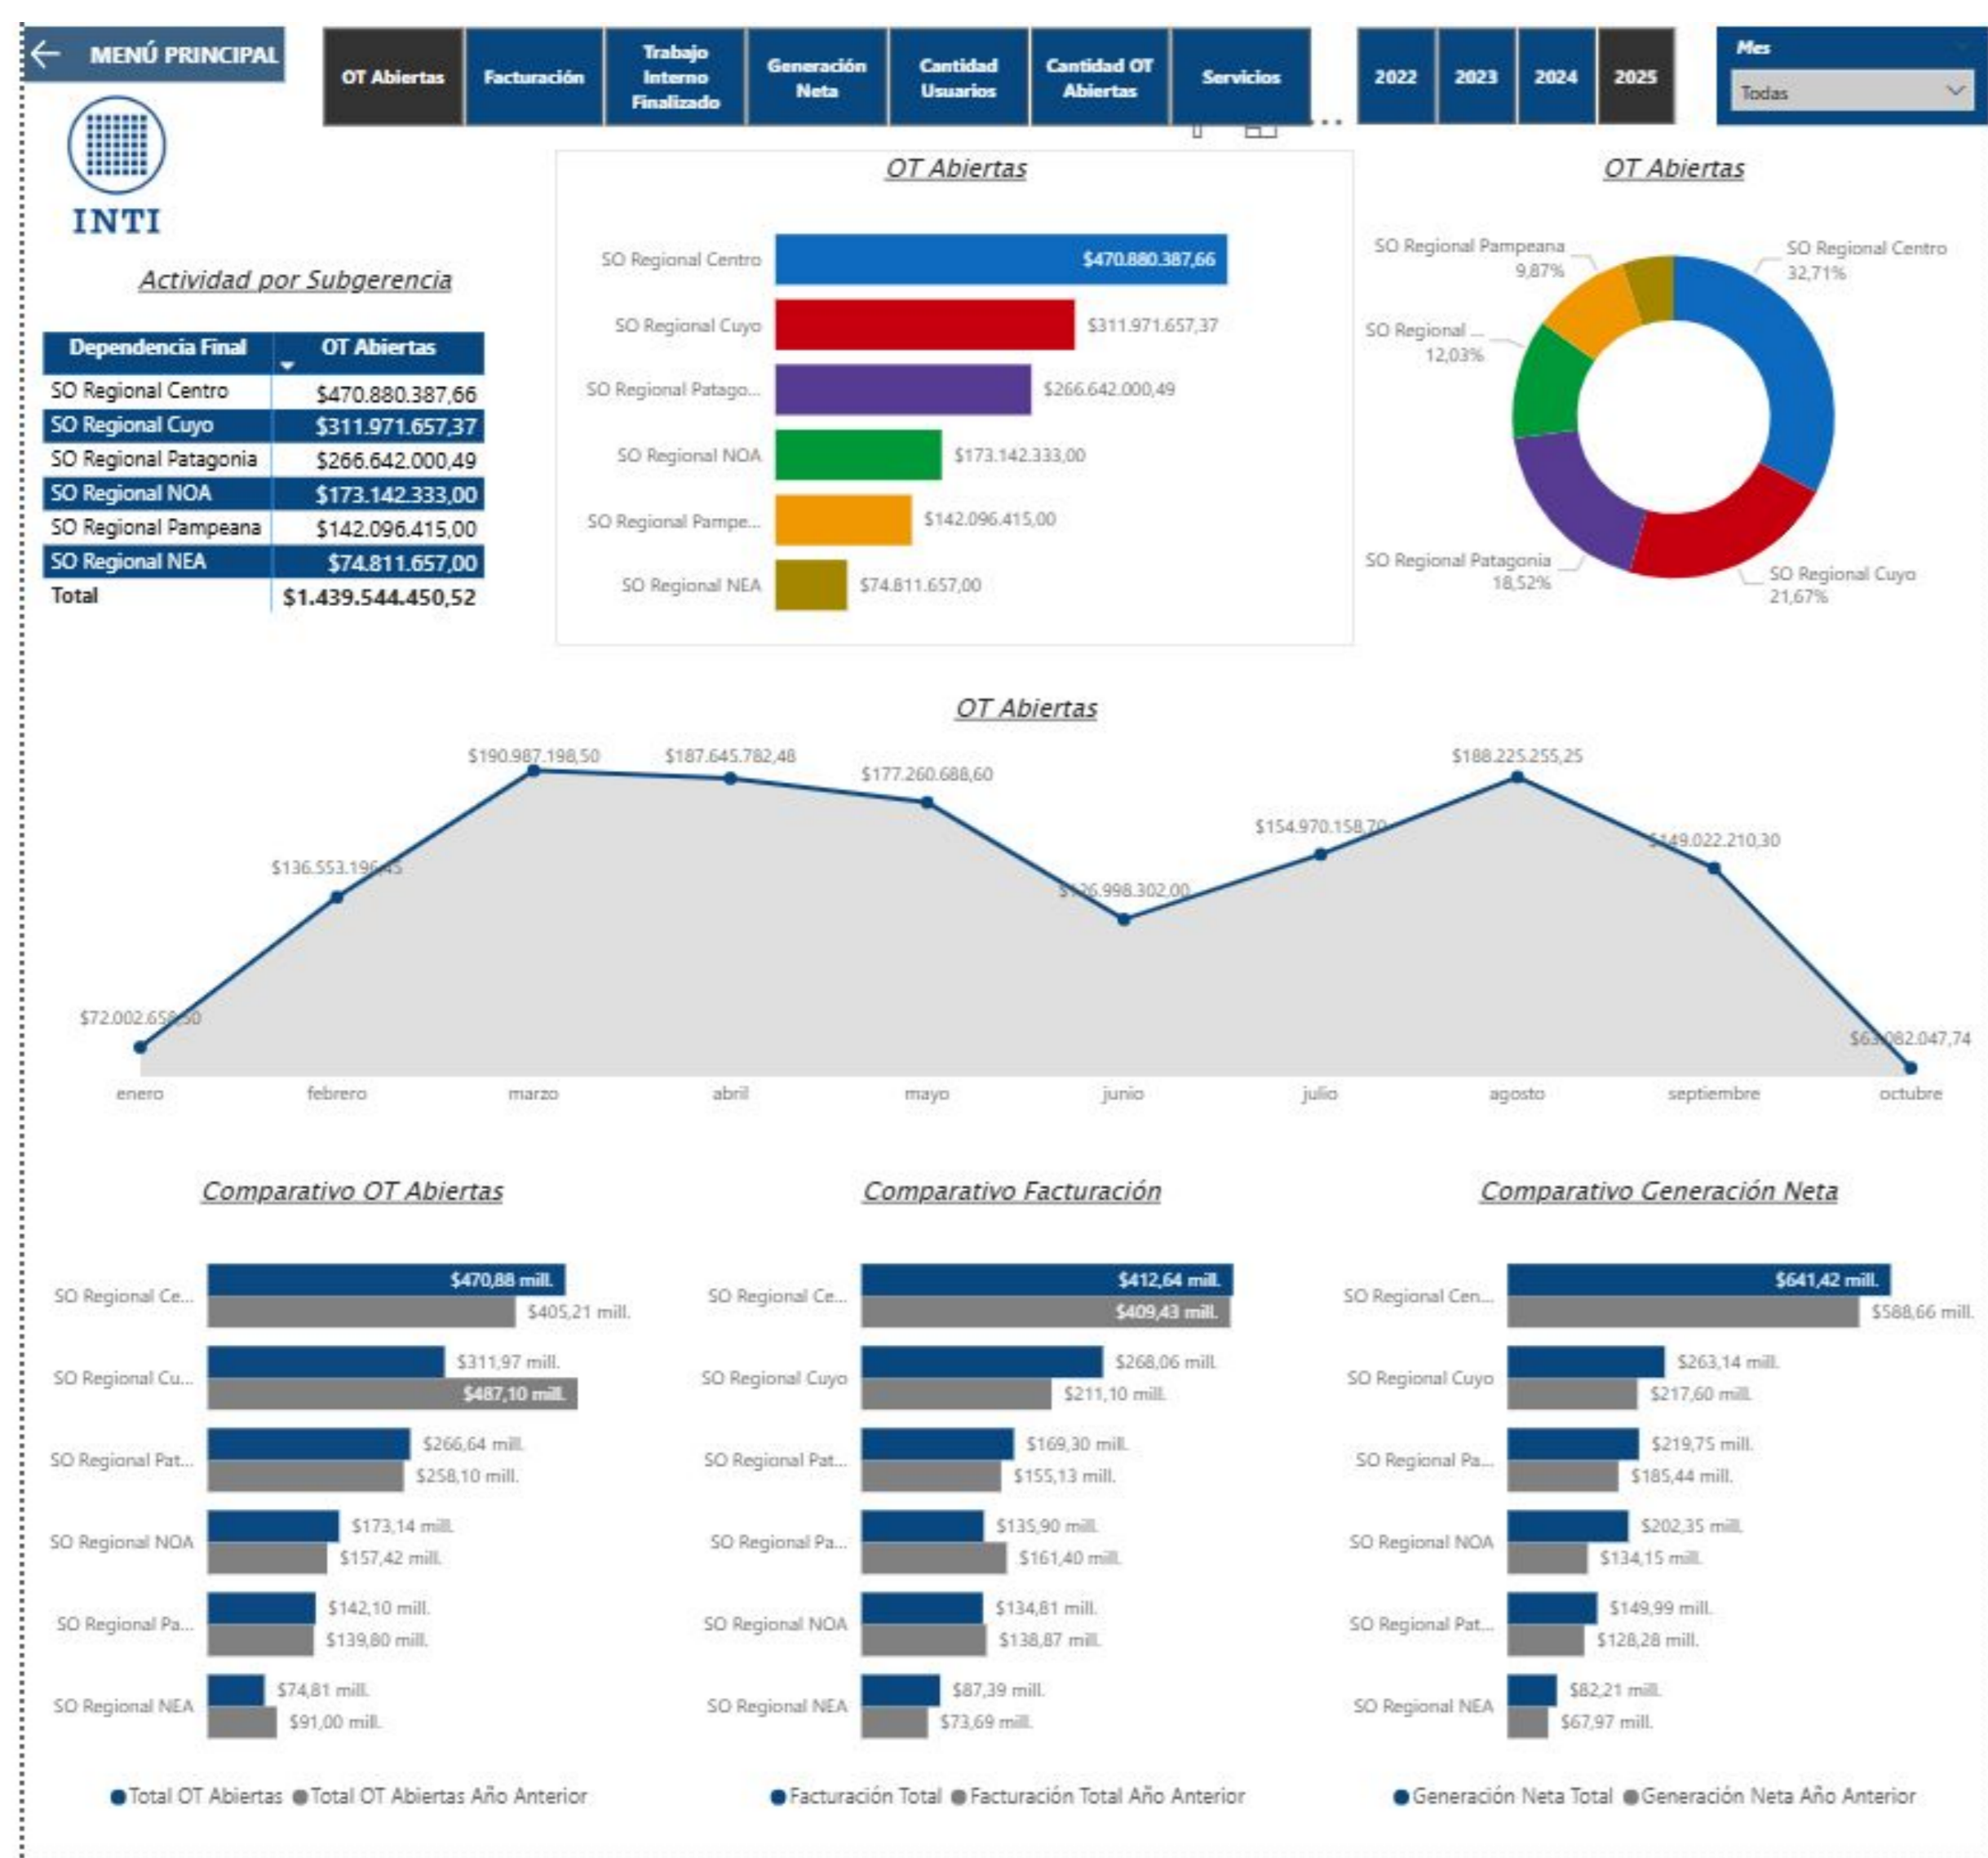 MENÚ PRINCIPAL
OT Abiertas
Facturación
Trabajo
Interno
Finalizado
Generación
Neta
Cantidad
Usuarios
Cantidad OT
Abiertas
Servicios
2022
2023
2024
2025
Mes
Todas
INTI
Actividad por Subgerencia
Dependencia Final OT Abiertas
SO Regional Centro $470.880.387,66
SO Regional Cuyo $311.971.657,37
SO Regional Patagonia $266.642.000,49
SO Regional NOA $173.142.333,00
SO Regional Pampeana $142.096.415,00
SO Regional NEA $74.811.657,00
Total $1.439.544.450,52
OT Abiertas
SO Regional Centro $470.880.387,66
SO Regional Cuyo $311.971.657,37
SO Regional Patago... $266.642.000,49
SO Regional NOA $173.142.333,00
SO Regional Pampe... $142.096.415,00
SO Regional NEA $74.811.657,00
OT Abiertas
SO Regional Pampeana
9,87%
SO Regional Centro
32,71%
SO Regional ...
12,03%
SO Regional Patagonia
18,52%
SO Regional Cuyo
21,67%
OT Abiertas
$190.987.198,50
$187.645.782,48
$177.260.688,60
$188.225.255,25
$154.970.158,70
$149.022.210,30
$136.553.196,45
$126.998.302,00
$63.082.047,74
enero febrero marzo abril mayo junio julio agosto septiembre octubre
Comparativo OT Abiertas
SO Regional Ce...
$470,88 mill.
$405,21 mill.
SO Regional Cu...
$311,97 mill.
$487,10 mill.
SO Regional Pat...
$266,64 mill.
$258,10 mill.
SO Regional NOA
$173,14 mill.
$157,42 mill.
SO Regional Pa...
$142,10 mill.
$139,80 mill.
SO Regional NEA
$74,81 mill.
$91,00 mill.
Total OT Abiertas Total OT Abiertas Año Anterior
Comparativo Facturación
SO Regional Ce...
$412,64 mill.
$409,43 mill.
SO Regional Cuyo
$268,06 mill.
$211,10 mill.
SO Regional Pat...
$169,30 mill.
$155,13 mill.
SO Regional Pa...
$135,90 mill.
$161,40 mill.
SO Regional NOA
$134,81 mill.
$138,87 mill.
SO Regional NEA
$87,39 mill.
$73,69 mill.
Facturación Total Facturación Total Año Anterior
Comparativo Generación Neta
SO Regional Cen...
$641,42 mill.
$588,66 mill.
SO Regional Cuyo
$263,14 mill.
$217,60 mill.
SO Regional Pa...
$219,75 mill.
$185,44 mill.
SO Regional NOA
$202,35 mill.
$134,15 mill.
SO Regional Pat...
$149,99 mill.
$128,28 mill.
SO Regional NEA
$82,21 mill.
$67,97 mill.
Generación Neta Total Generación Neta Año Anterior